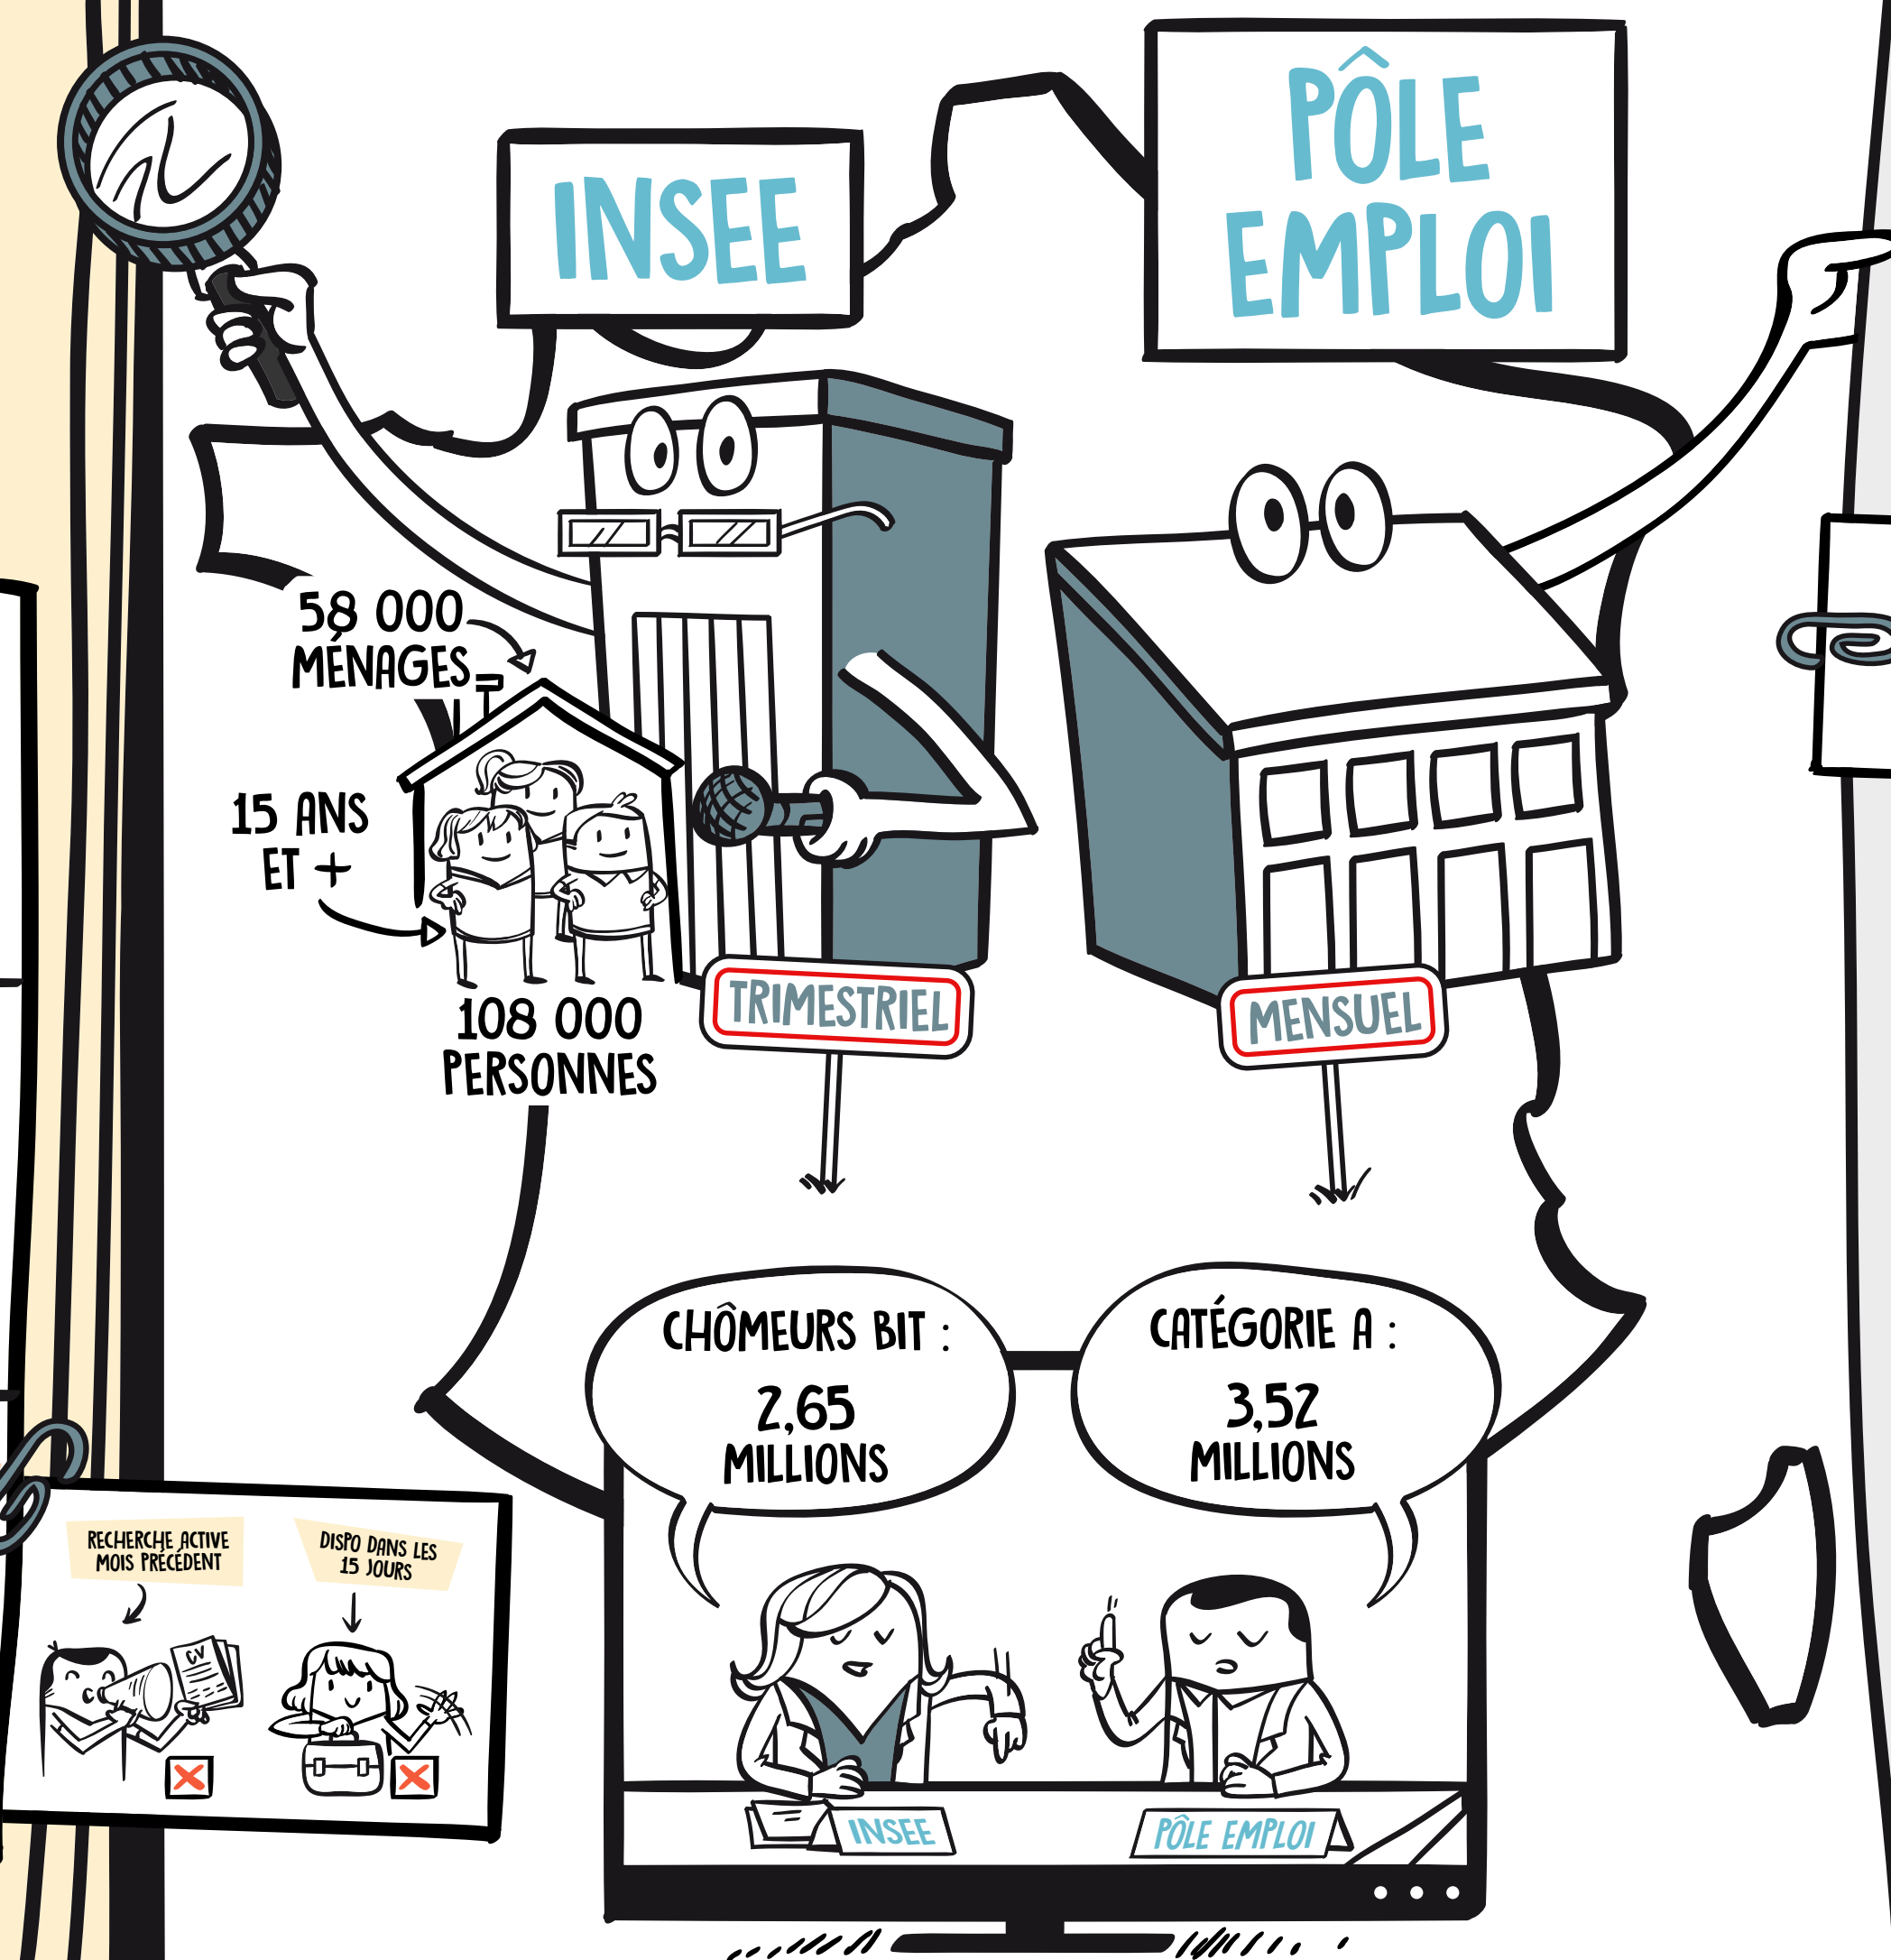 INSEE
PÔLE
EMPLOI
58 000
MÉNAGES
15 ANS
ET +
108 000
PERSONNES
TRIMESTRIEL
MENSUEL
CHÔMEURS BIT :
2,65
MILLIONS
CATÉGORIE A :
3,52
MILLIONS
RECHERCHE ACTIVE
MOIS PRÉCÉDENT
DISPO DANS LES
15 JOURS
CV
INSEE
PÔLE EMPLOI